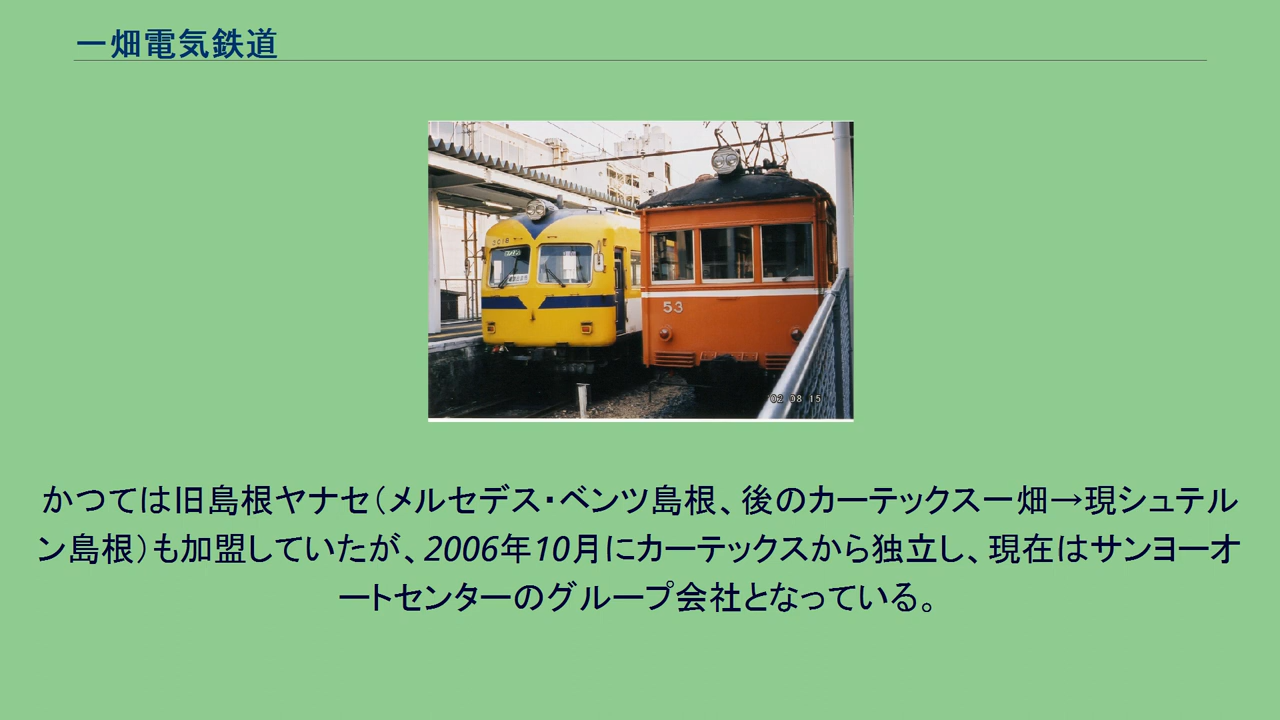 一畑電気鉄道
53
'02 08 15
かつては旧島根ヤナセ（メルセデス・ベンツ島根、後のカーテックス一畑→現シュテル
ン島根）も加盟していたが、2006年10月にカーテックスから独立し、現在はサンヨーオ
ートセンターのグループ会社となっている。